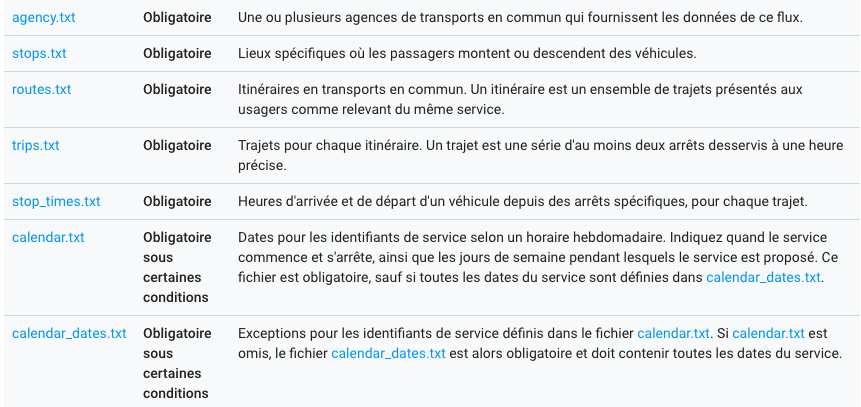 agency.txt Obligatoire Une ou plusieurs agences de transports en commun qui fournissent les données de ce flux.
stops.txt Obligatoire Lieux spécifiques où les passagers montent ou descendent des véhicules.
routes.txt Obligatoire Itinéraires en transports en commun. Un itinéraire est un ensemble de trajets présentés aux
usagers comme relevant du même service.
trips.txt Obligatoire Trajets pour chaque itinéraire. Un trajet est une série d'au moins deux arrêts desservis à une heure
précise.
stop_times.txt Obligatoire Heures d'arrivée et de départ d'un véhicule depuis des arrêts spécifiques, pour chaque trajet.
calendar.txt Obligatoire Dates pour les identifiants de service selon un horaire hebdomadaire. Indiquez quand le service
sous commence et s'arrête, ainsi que les jours de semaine pendant lesquels le service est proposé. Ce
certaines fichier est obligatoire, sauf si toutes les dates du service sont définies dans calendar_dates.txt.
conditions
calendar_dates.txt Obligatoire Exceptions pour les identifiants de service définis dans le fichier calendar.txt. Si calendar.txt est
sous omis, le fichier calendar_dates.txt est alors obligatoire et doit contenir toutes les dates du service.
certaines
conditions